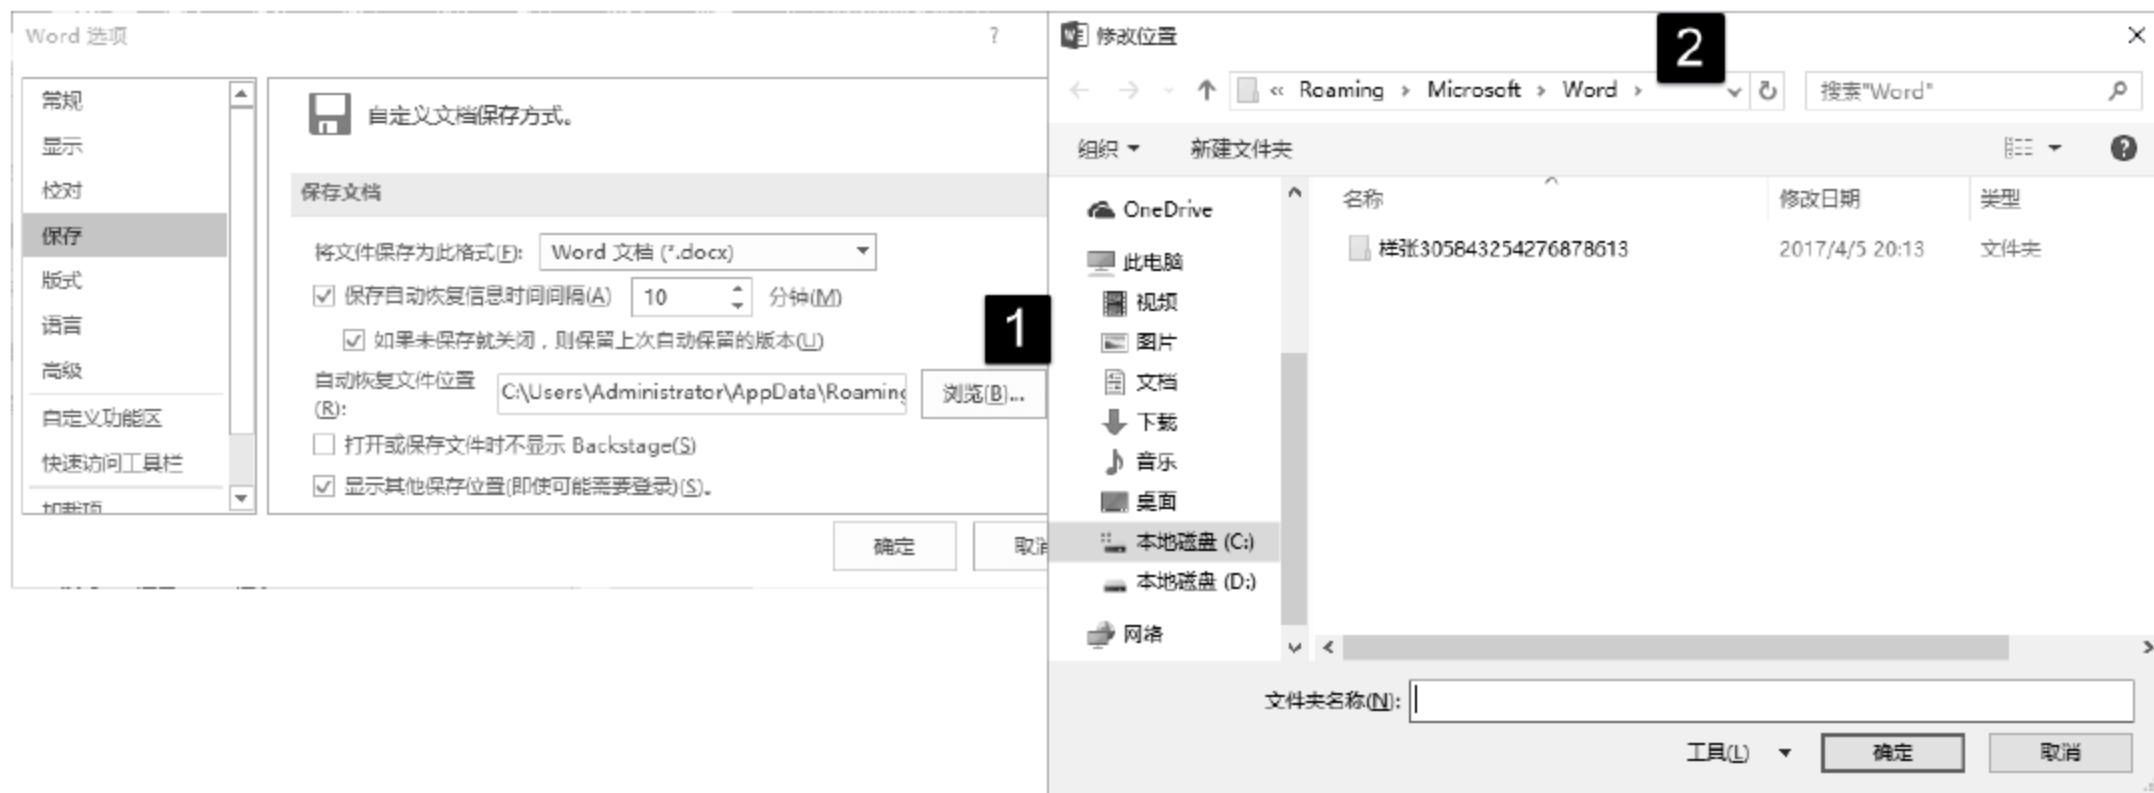 Word 选项
?
常规
显示
校对
保存
版式
语言
高级
自定义功能区
快速访问工具栏
加载项
自定义文档保存方式。
保存文档
将文件保存为此格式(F):
Word 文档 (*.docx)
保存自动恢复信息时间间隔(A)
10
分钟(M)
如果未保存就关闭，则保留上次自动保留的版本(U)
自动恢复文件位置
(R):
C:\Users\Administrator\AppData\Roaming
浏览(B)...
打开或保存文件时不显示 Backstage(S)
显示其他保存位置(即使可能需要登录)(S)。
确定
取消
1
修改位置
2
« Roaming › Microsoft › Word ›
搜索"Word"
组织
新建文件夹
OneDrive
此电脑
视频
图片
文档
下载
音乐
桌面
本地磁盘 (C:)
本地磁盘 (D:)
网络
名称
修改日期
类型
样张305843254276878613
2017/4/5 20:13
文件夹
文件夹名称(N):
工具(L)
确定
取消